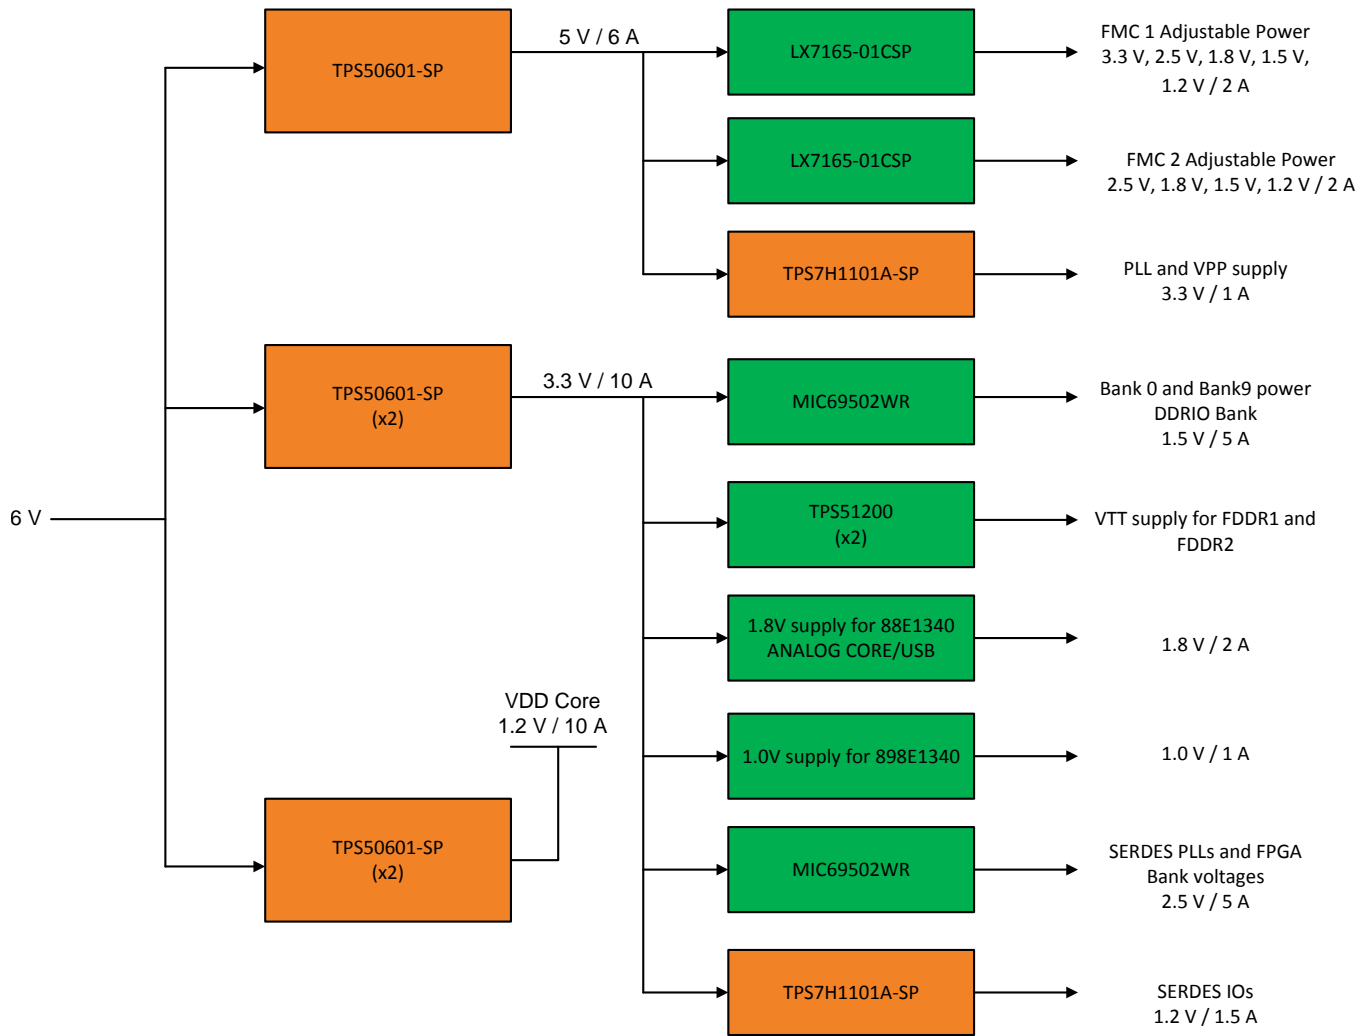 6 V
TPS50601-SP
5 V / 6 A
LX7165-01CSP
FMC 1 Adjustable Power
3.3 V, 2.5 V, 1.8 V, 1.5 V,
1.2 V / 2 A
LX7165-01CSP
FMC 2 Adjustable Power
2.5 V, 1.8 V, 1.5 V, 1.2 V / 2 A
TPS7H1101A-SP
PLL and VPP supply
3.3 V / 1 A
TPS50601-SP
(x2)
3.3 V / 10 A
MIC69502WR
Bank 0 and Bank9 power
DDRIO Bank
1.5 V / 5 A
TPS51200
(x2)
VTT supply for FDDR1 and
FDDR2
1.8V supply for 88E1340
ANALOG CORE/USB
1.8 V / 2 A
1.0V supply for 898E1340
1.0 V / 1 A
MIC69502WR
SERDES PLLs and FPGA
Bank voltages
2.5 V / 5 A
TPS7H1101A-SP
SERDES IOs
1.2 V / 1.5 A
TPS50601-SP
(x2)
VDD Core
1.2 V / 10 A